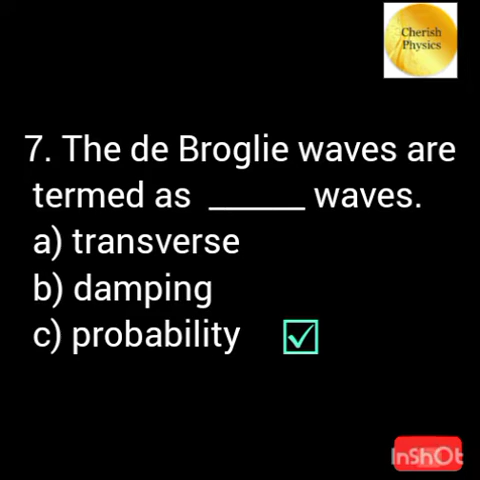 Cherish
Physics
7. The de Broglie waves are
termed as ______ waves.
a) transverse
b) damping
c) probability ☑
InShOt